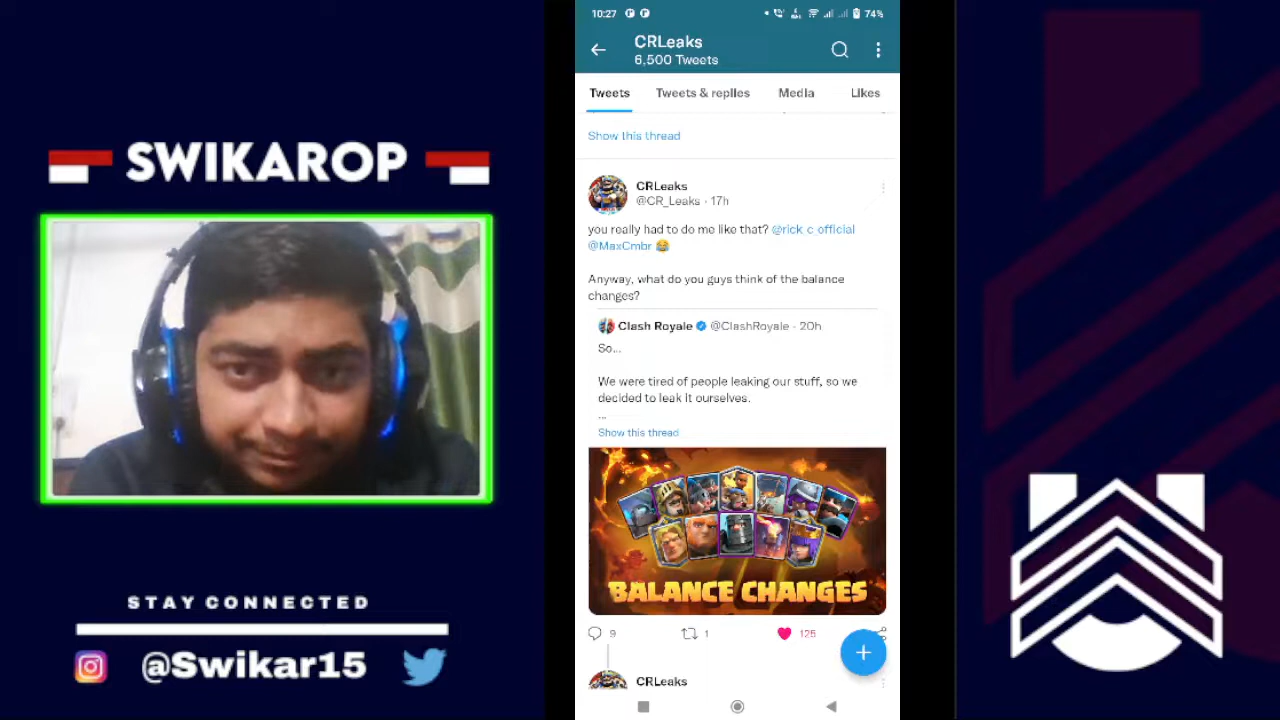 SWIKAROP
STAY CONNECTED
@Swikar15
10:27
74%
CRLeaks
6,500 Tweets
Tweets
Tweets & replies
Media
Likes
Show this thread
CRLeaks
@CR_Leaks · 17h
you really had to do me like that? @rick_c_official
@MaxCmbr 😂
Anyway, what do you guys think of the balance
changes?
Clash Royale @ClashRoyale · 20h
So...
We were tired of people leaking our stuff, so we
decided to leak it ourselves.
...
Show this thread
BALANCE CHANGES
9
1
125
CRLeaks